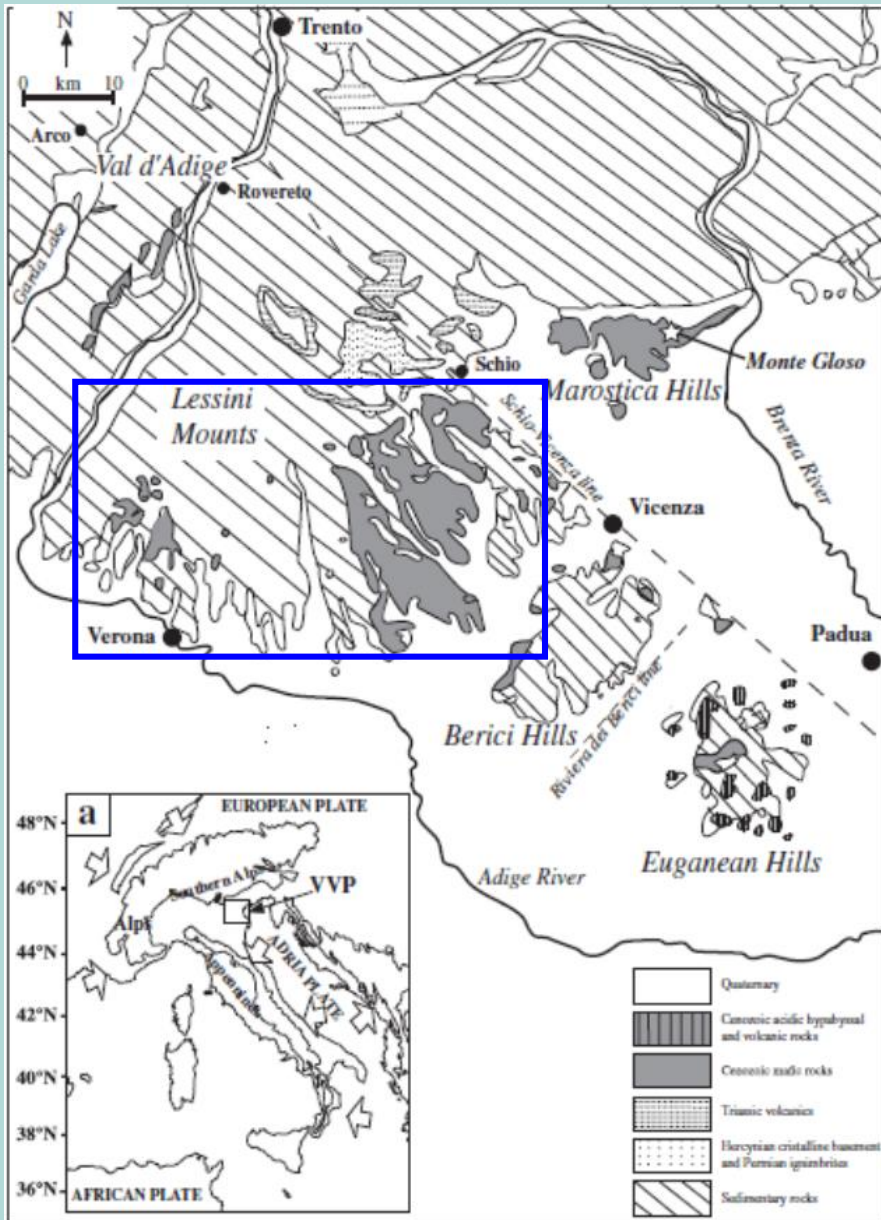 N
Trento
0 km 10
Arco
Val d'Adige
Rovereto
Garda Lake
Schio
Monte Gloso
Marostica Hills
Lessini
Mounts
Schio-Vicenza line
Brenta River
Vicenza
Verona
Padua
Berici Hills
Riviera dei Berici line
Euganean Hills
Adige River
a
EUROPEAN PLATE
48°N
Southern Alps
VVP
46°N
Alps
44°N
ADRIA PLATE
Appennines
42°N
40°N
38°N
36°N
AFRICAN PLATE
Quaternary
Cenozoic acidic hypabyssal
and volcanic rocks
Cenozoic mafic rocks
Triassic volcanics
Hercynian cristalline basement
and Permian ignimbrites
Sedimentary rocks